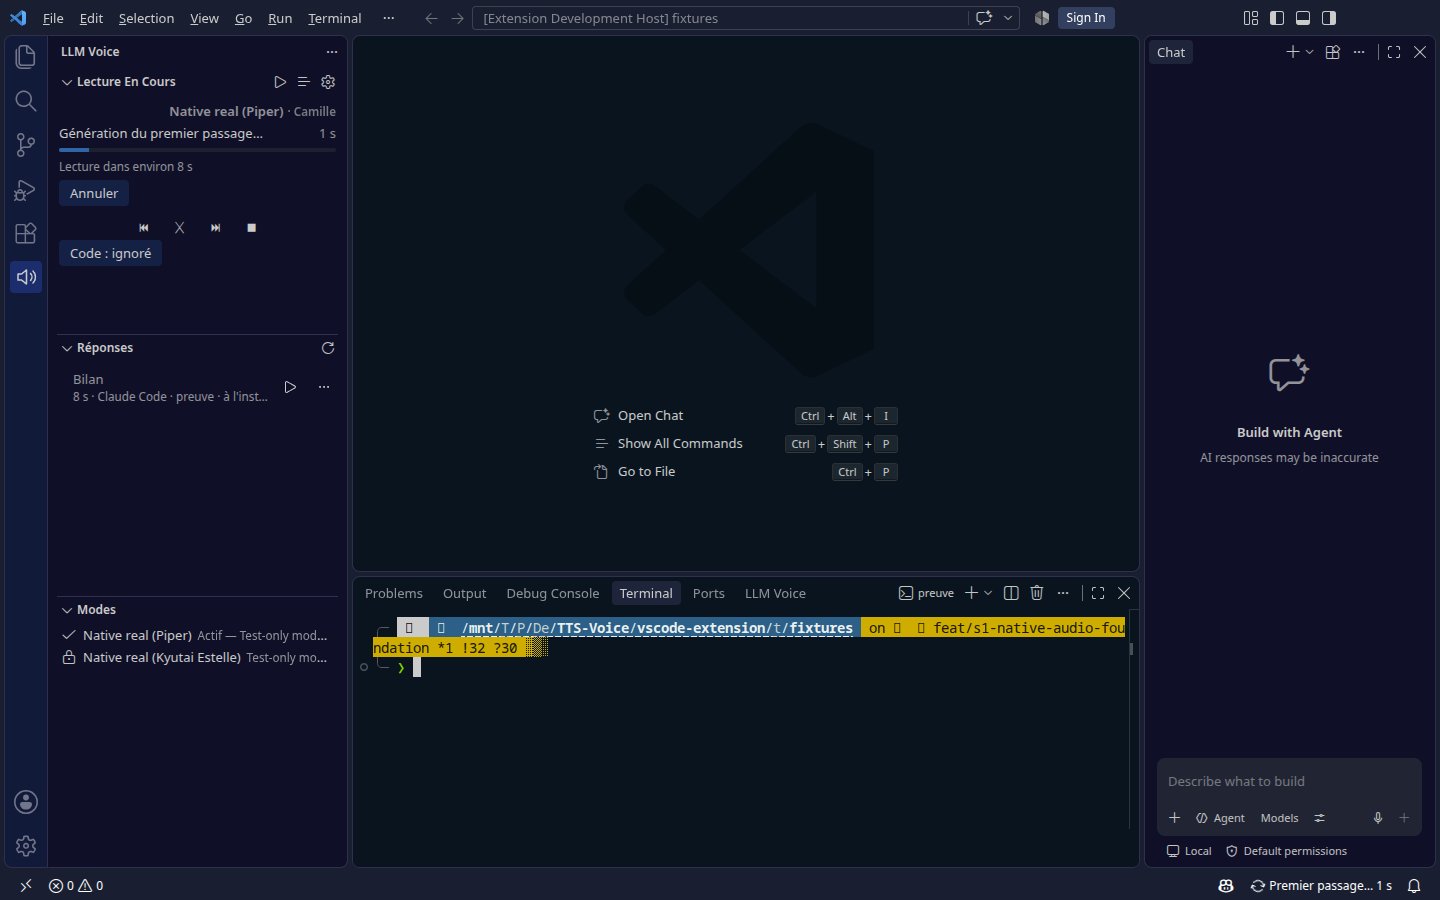 File Edit Selection View Go Run Terminal ··· [Extension Development Host] fixtures Sign In
LLM Voice
Lecture En Cours
Native real (Piper) · Camille
Génération du premier passage... 1 s
Lecture dans environ 8 s
Annuler
Code : ignoré
Réponses
Bilan
8 s · Claude Code · preuve · à l'inst...
Modes
Native real (Piper) Actif — Test-only mod...
Native real (Kyutai Estelle) Test-only mo...
Open Chat Ctrl + Alt + I
Show All Commands Ctrl + Shift + P
Go to File Ctrl + P
Problems Output Debug Console Terminal Ports LLM Voice preuve
/mnt/T/P/De/TTS-Voice/vscode-extension/t/fixtures on feat/s1-native-audio-fou
ndation *1 !32 ?30
❯
Chat
Build with Agent
AI responses may be inaccurate
Describe what to build
Agent Models
Local Default permissions
0 0 Premier passage... 1 s